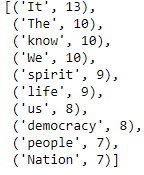 [('It', 13),
('The', 10),
('know', 10),
('We', 10),
('spirit', 9),
('life', 9),
('us', 8),
('democracy', 8),
('people', 7),
('Nation', 7)]